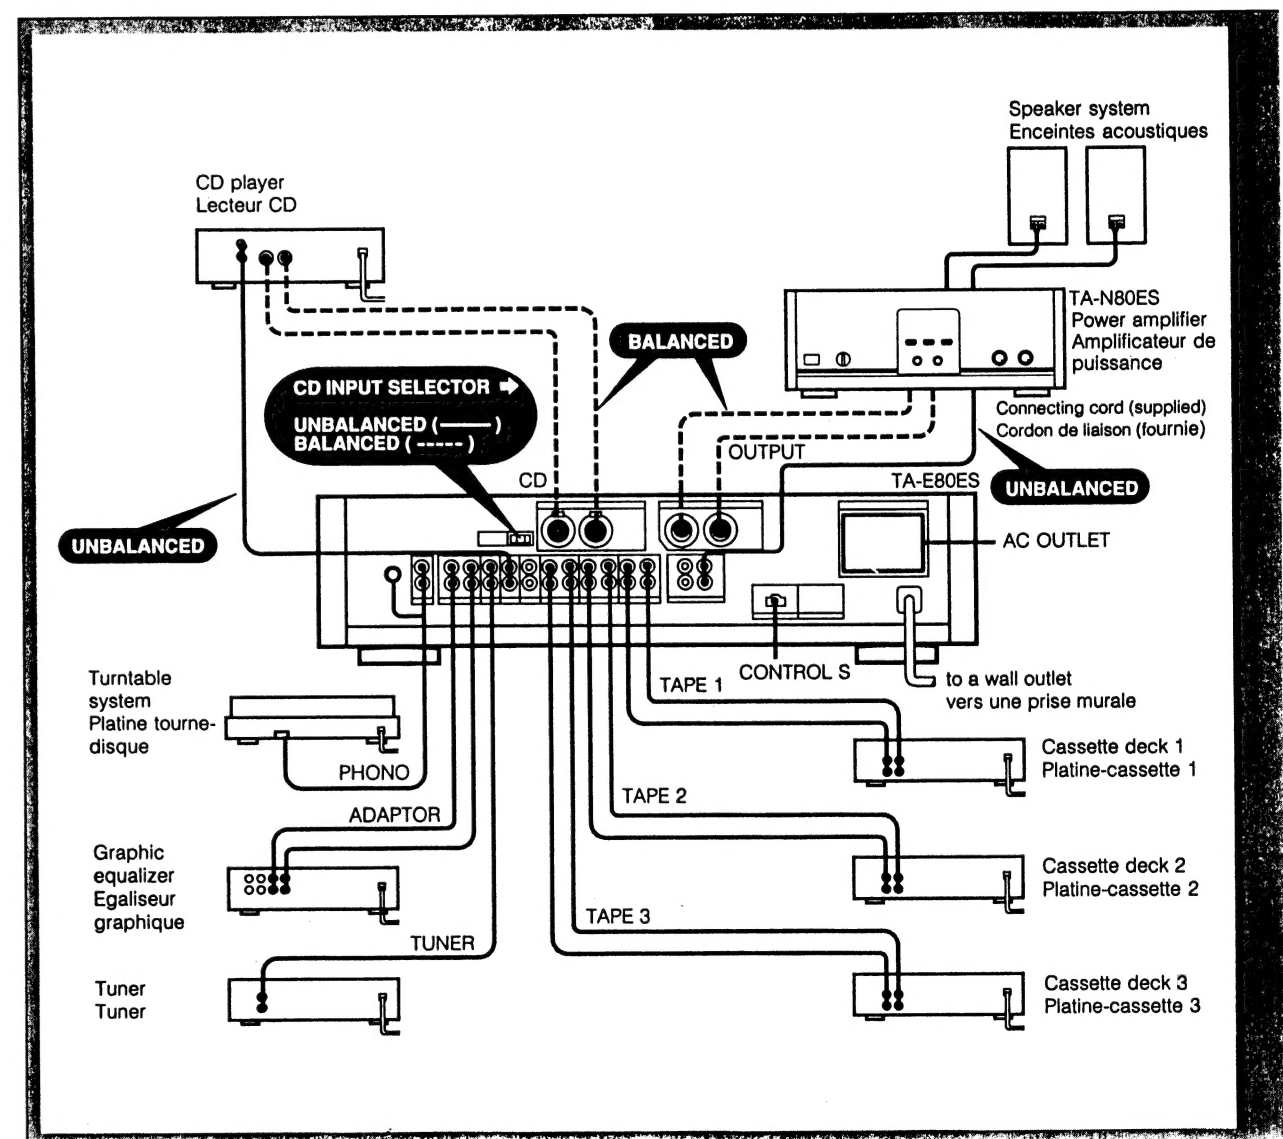 Speaker system
Enceintes acoustiques
CD player
Lecteur CD
TA-N80ES
Power amplifier
Amplificateur de
puissance
BALANCED
CD INPUT SELECTOR
UNBALANCED ( )
BALANCED ( ----- )
Connecting cord (supplied)
Cordon de liaison (fournie)
OUTPUT
CD
TA-E80ES
UNBALANCED
UNBALANCED
AC OUTLET
CONTROL S
to a wall outlet
vers une prise murale
Turntable
system
Platine tourne-
disque
PHONO
TAPE 1
Cassette deck 1
Platine-cassette 1
ADAPTOR
TAPE 2
Graphic
equalizer
Egaliseur
graphique
Cassette deck 2
Platine-cassette 2
TAPE 3
TUNER
Tuner
Tuner
Cassette deck 3
Platine-cassette 3